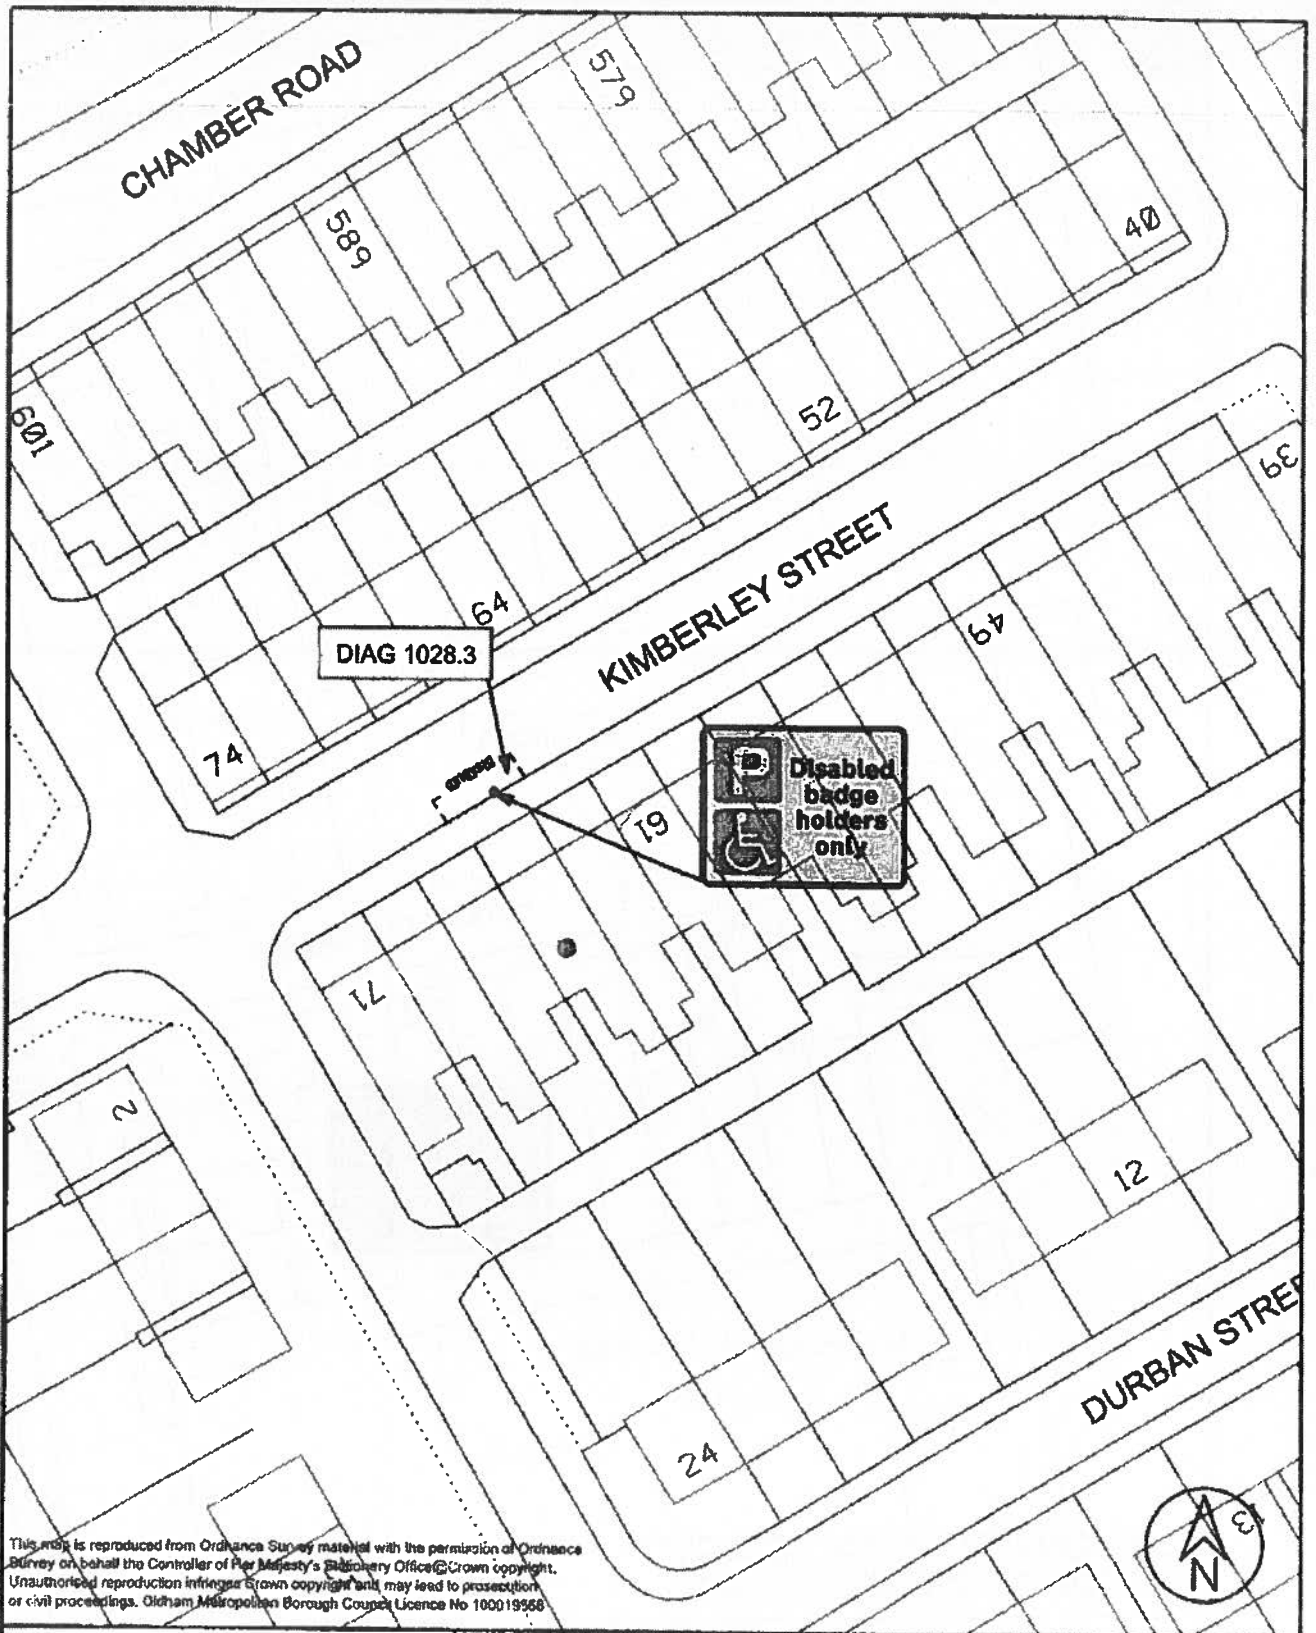 CHAMBER ROAD
579
589
40
601
52
39
KIMBERLEY STREET
64
49
DIAG 1028.3
74
DISABLED
P
Disabled
badge
holders
only
61
71
2
12
DURBAN STREE
24
13
N
This map is reproduced from Ordnance Survey material with the permission of Ordnance
Survey on behalf the Controller of Her Majesty's Stationery Office©Crown copyright.
Unauthorised reproduction infringes Crown copyright and may lead to prosecution
or civil proceedings. Oldham Metropolitan Borough Council Licence No 100019568